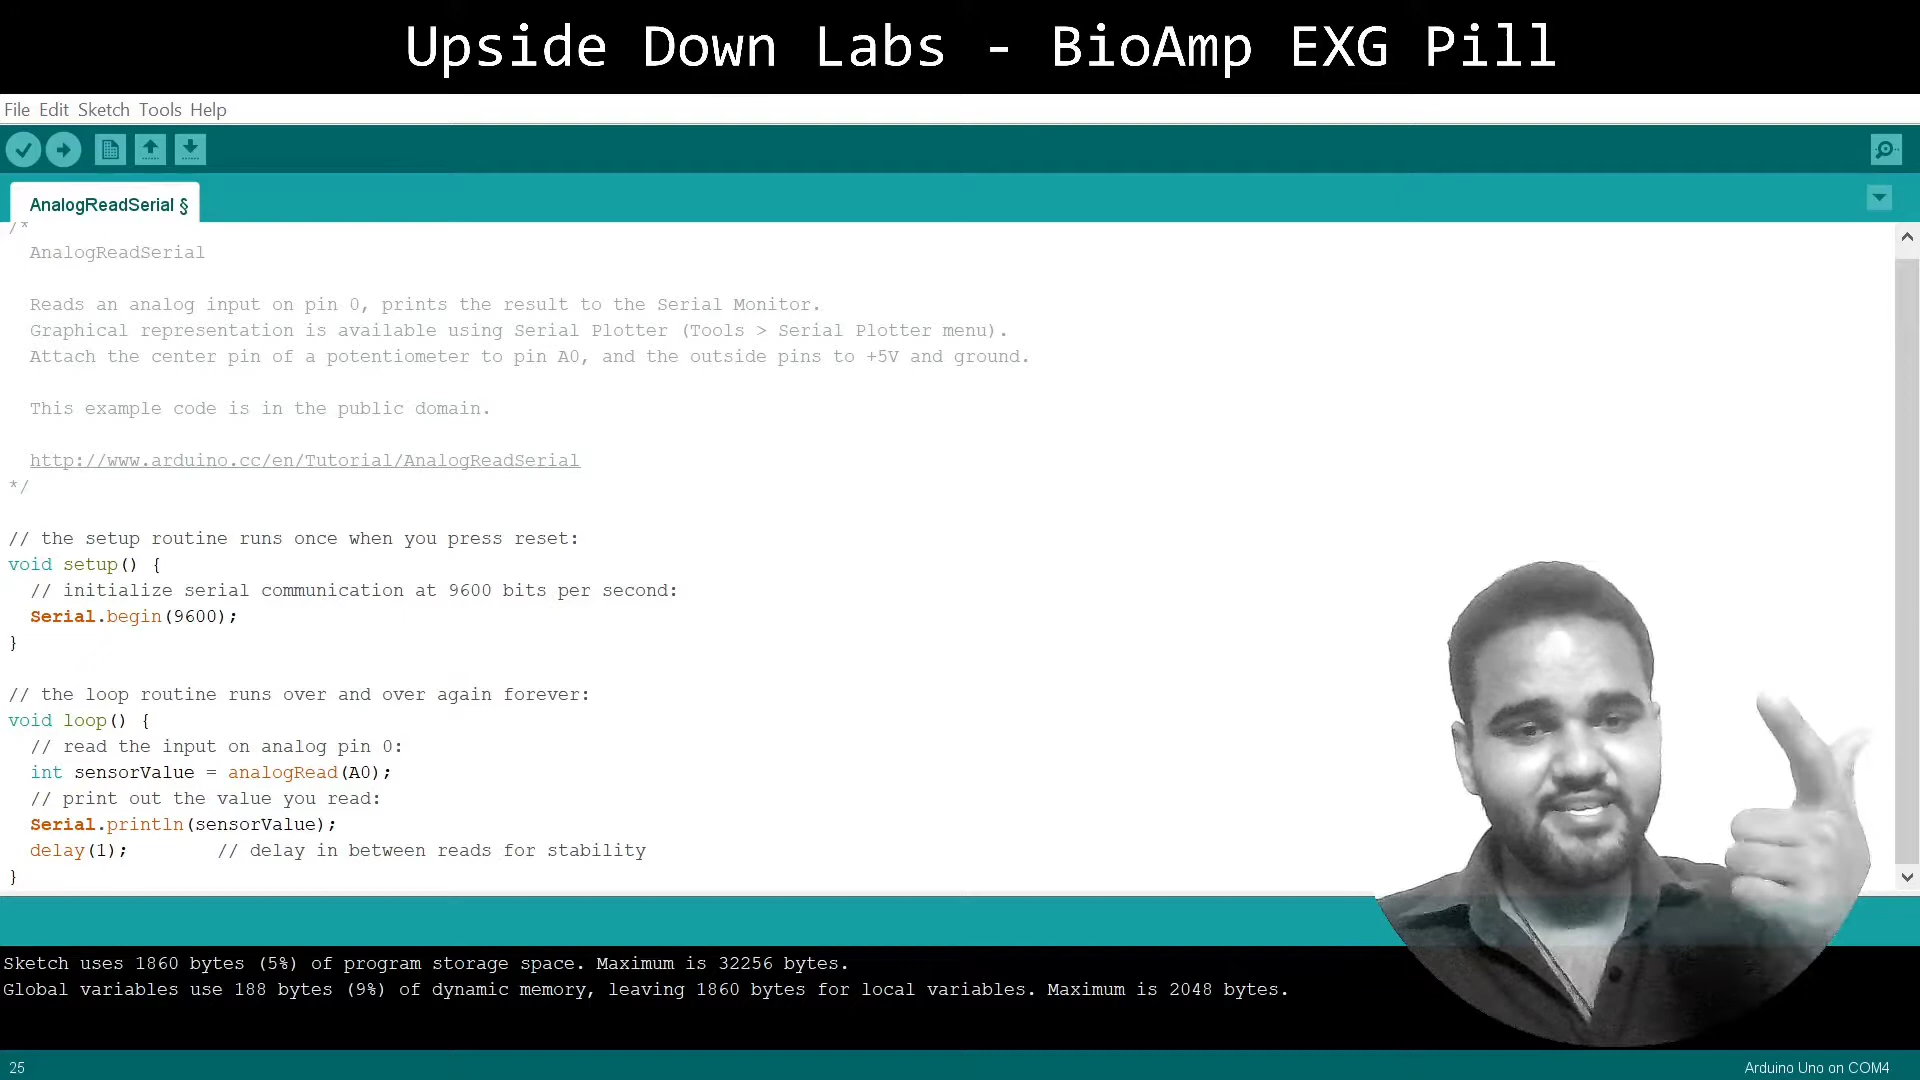 Upside Down Labs - BioAmp EXG Pill
File Edit Sketch Tools Help
AnalogReadSerial §
/*
AnalogReadSerial
Reads an analog input on pin 0, prints the result to the Serial Monitor.
Graphical representation is available using Serial Plotter (Tools > Serial Plotter menu).
Attach the center pin of a potentiometer to pin A0, and the outside pins to +5V and ground.
This example code is in the public domain.
http://www.arduino.cc/en/Tutorial/AnalogReadSerial
*/
// the setup routine runs once when you press reset:
void setup() {
// initialize serial communication at 9600 bits per second:
Serial.begin(9600);
}
// the loop routine runs over and over again forever:
void loop() {
// read the input on analog pin 0:
int sensorValue = analogRead(A0);
// print out the value you read:
Serial.println(sensorValue);
delay(1);        // delay in between reads for stability
}
Sketch uses 1860 bytes (5%) of program storage space. Maximum is 32256 bytes.
Global variables use 188 bytes (9%) of dynamic memory, leaving 1860 bytes for local variables. Maximum is 2048 bytes.
25
Arduino Uno on COM4